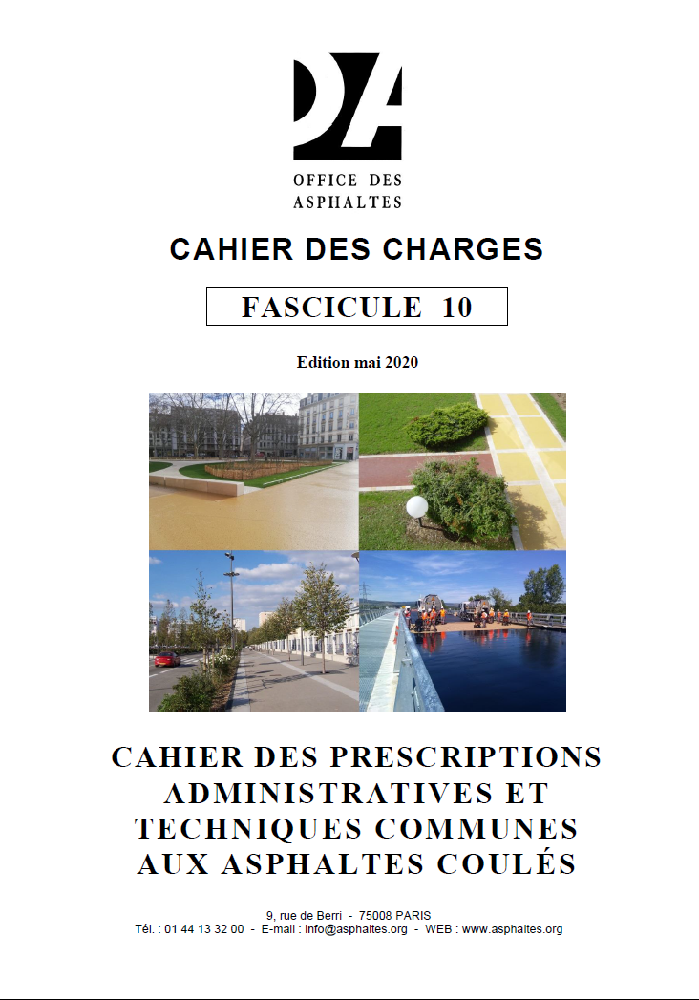 OFFICE DES
ASPHALTES
CAHIER DES CHARGES
FASCICULE 10
Edition mai 2020
CAHIER DES PRESCRIPTIONS
ADMINISTRATIVES ET
TECHNIQUES COMMUNES
AUX ASPHALTES COULÉS
9, rue de Berri - 75008 PARIS
Tél. : 01 44 13 32 00 - E-mail : info@asphaltes.org - WEB : www.asphaltes.org